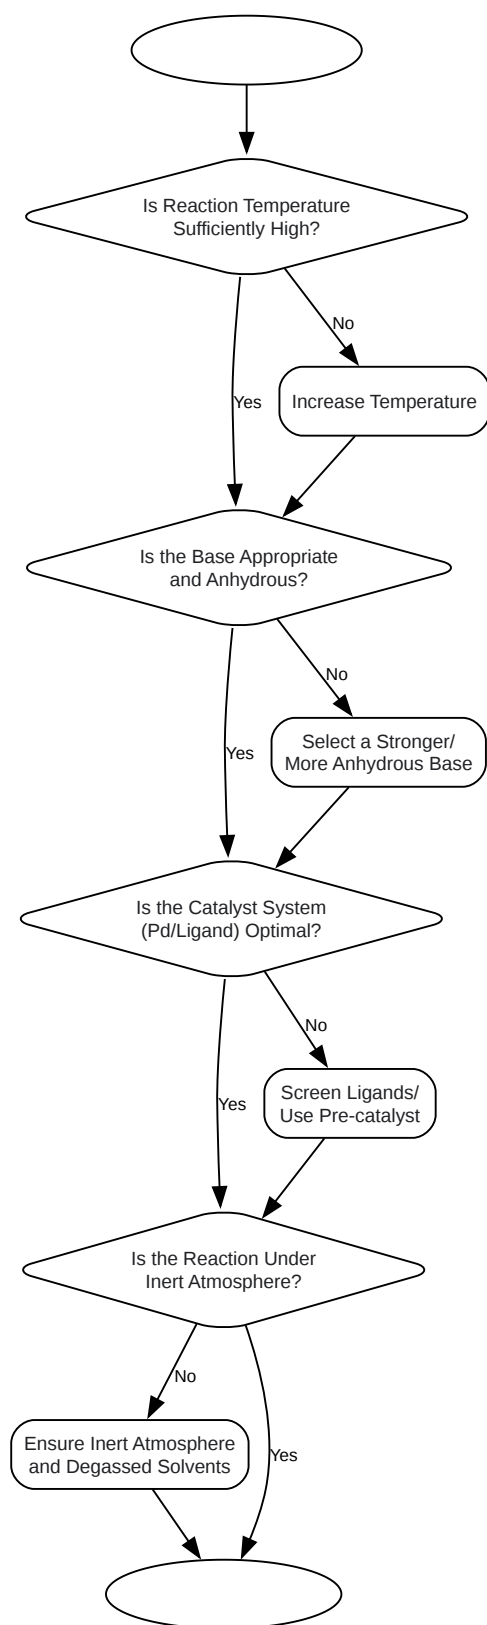 Is Reaction Temperature
Sufficiently High?
No
Yes
Increase Temperature
Is the Base Appropriate
and Anhydrous?
No
Yes
Select a Stronger/
More Anhydrous Base
Is the Catalyst System
(Pd/Ligand) Optimal?
No
Yes
Screen Ligands/
Use Pre-catalyst
Is the Reaction Under
Inert Atmosphere?
No
Ensure Inert Atmosphere
and Degassed Solvents
Yes